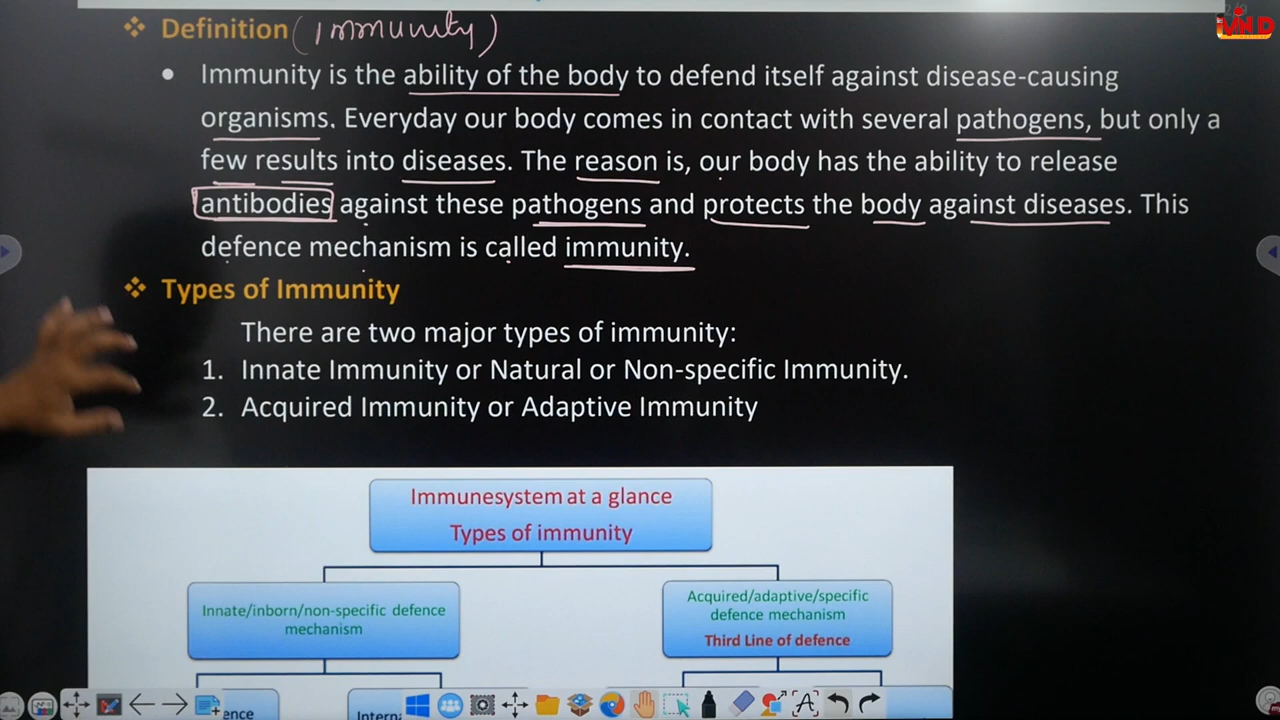 Definition (Immunity)
Immunity is the ability of the body to defend itself against disease-causing
organisms. Everyday our body comes in contact with several pathogens, but only a
few results into diseases. The reason is, our body has the ability to release
antibodies against these pathogens and protects the body against diseases. This
defence mechanism is called immunity.
Types of Immunity
There are two major types of immunity:
1. Innate Immunity or Natural or Non-specific Immunity.
2. Acquired Immunity or Adaptive Immunity
Immunesystem at a glance
Types of immunity
Innate/inborn/non-specific defence
mechanism
Acquired/adaptive/specific
defence mechanism
Third Line of defence